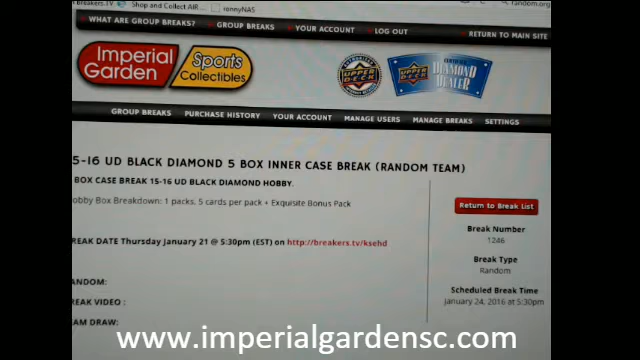 Breakers.TV
Shop and Collect AIR ...
ronnyNAS
random.org
WHAT ARE GROUP BREAKS?
GROUP BREAKS
YOUR ACCOUNT
LOG OUT
RETURN TO MAIN SITE
Imperial
Garden
Sports
Collectibles
UPPER
DECK
UPPER
DECK
CERTIFIED
DIAMOND
DEALER
GROUP BREAKS
PURCHASE HISTORY
YOUR ACCOUNT
MANAGE USERS
MANAGE BREAKS
SETTINGS
5-16 UD BLACK DIAMOND 5 BOX INNER CASE BREAK (RANDOM TEAM)
BOX CASE BREAK 15-16 UD BLACK DIAMOND HOBBY.
obby Box Breakdown: 1 packs, 5 cards per pack + Exquisite Bonus Pack
REAK DATE Thursday January 21 @ 5:30pm (EST) on http://breakers.tv/ksehd
ANDOM:
REAK VIDEO :
EAM DRAW:
Return to Break List
Break Number
1246
Break Type
Random
Scheduled Break Time
January 24, 2016 at 5:30pm
www.imperialgardensc.com